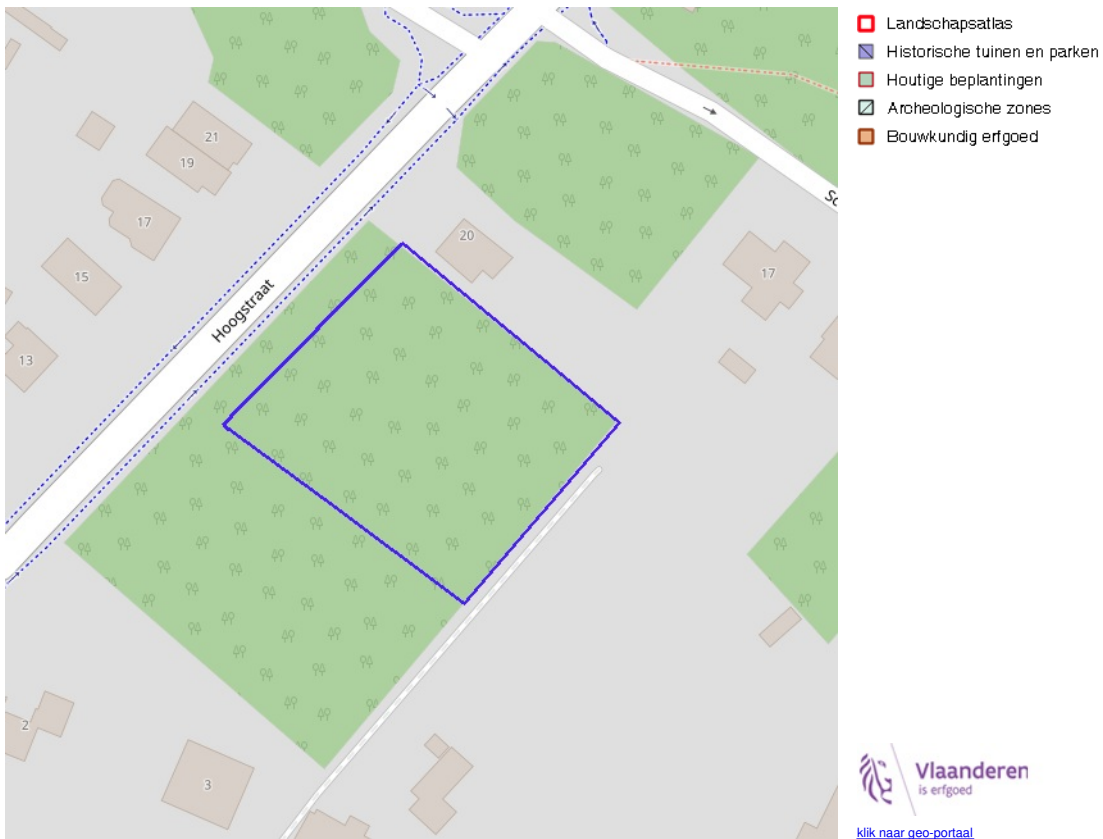 Landschapsatlas
Historische tuinen en parken
Houtige beplantingen
Archeologische zones
Bouwkundig erfgoed
21
19
17
15
13
20
17
Hoogstraat
2
3
Vlaanderen
is erfgoed
klik naar geo-portaal